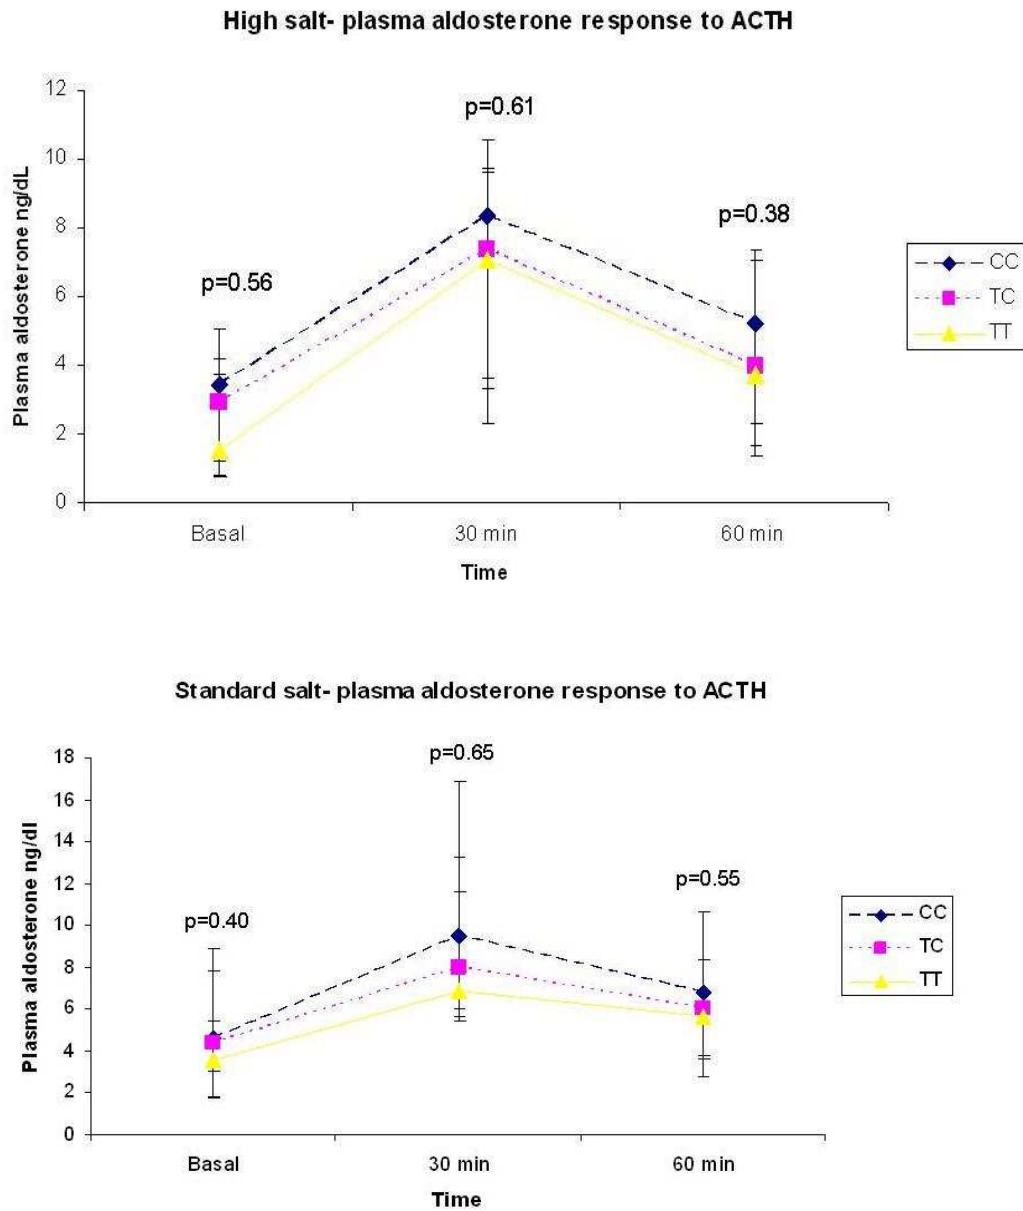 High salt- plasma aldosterone response to ACTH
Plasma aldosterone ng/dL
12
10
8
6
4
2
0
p=0.56
p=0.61
p=0.38
CC
TC
TT
Basal
30 min
60 min
Time
Standard salt- plasma aldosterone response to ACTH
Plasma aldosterone ng/dl
18
16
14
12
10
8
6
4
2
0
p=0.40
p=0.65
p=0.55
CC
TC
TT
Basal
30 min
60 min
Time